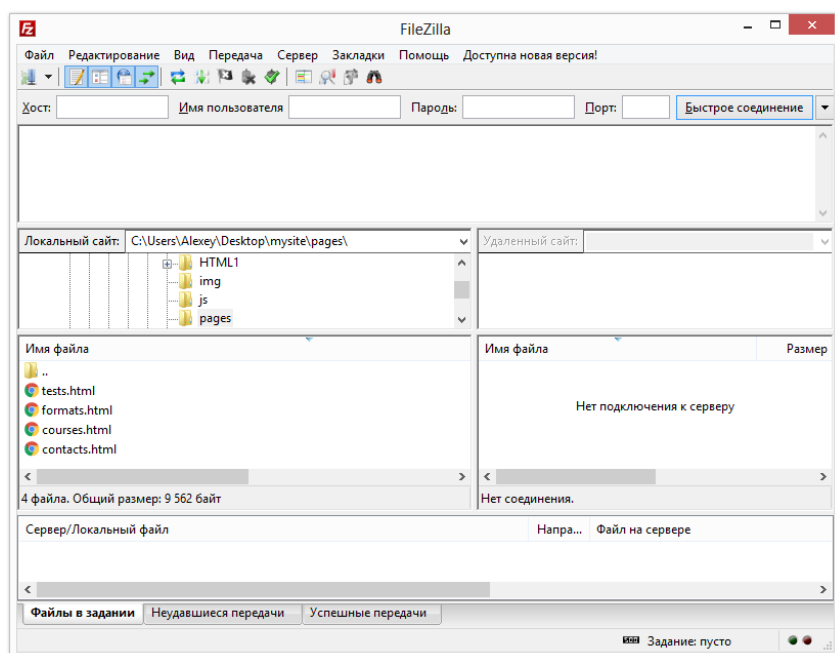 FileZilla
Файл Редактирование Вид Передача Сервер Закладки Помощь Доступна новая версия!
Хост: Имя пользователя Пароль: Порт: Быстрое соединение
Локальный сайт: C:\Users\Alexey\Desktop\mysite\pages\ Удаленный сайт:
HTML1
img
js
pages
Имя файла Имя файла Размер
..
tests.html
formats.html Нет подключения к серверу
courses.html
contacts.html
4 файла. Общий размер: 9 562 байт Нет соединения.
Сервер/Локальный файл Напра... Файл на сервере
Файлы в задании Неудавшиеся передачи Успешные передачи
Задание: пусто